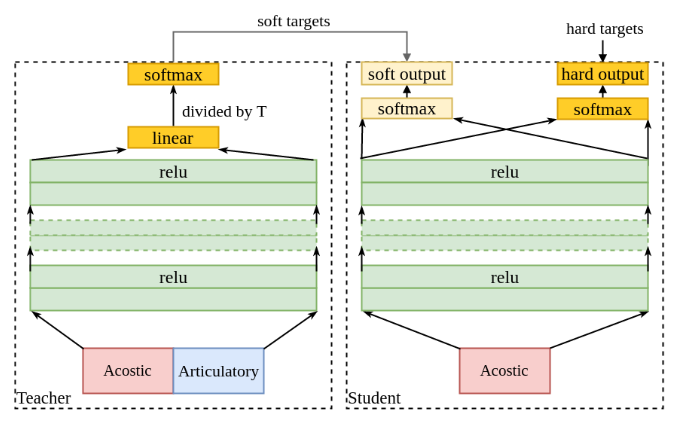 soft targets
hard targets
softmax
soft output
hard output
divided by T
softmax
softmax
linear
relu
relu
relu
relu
Acostic
Articulatory
Acostic
Teacher
Student